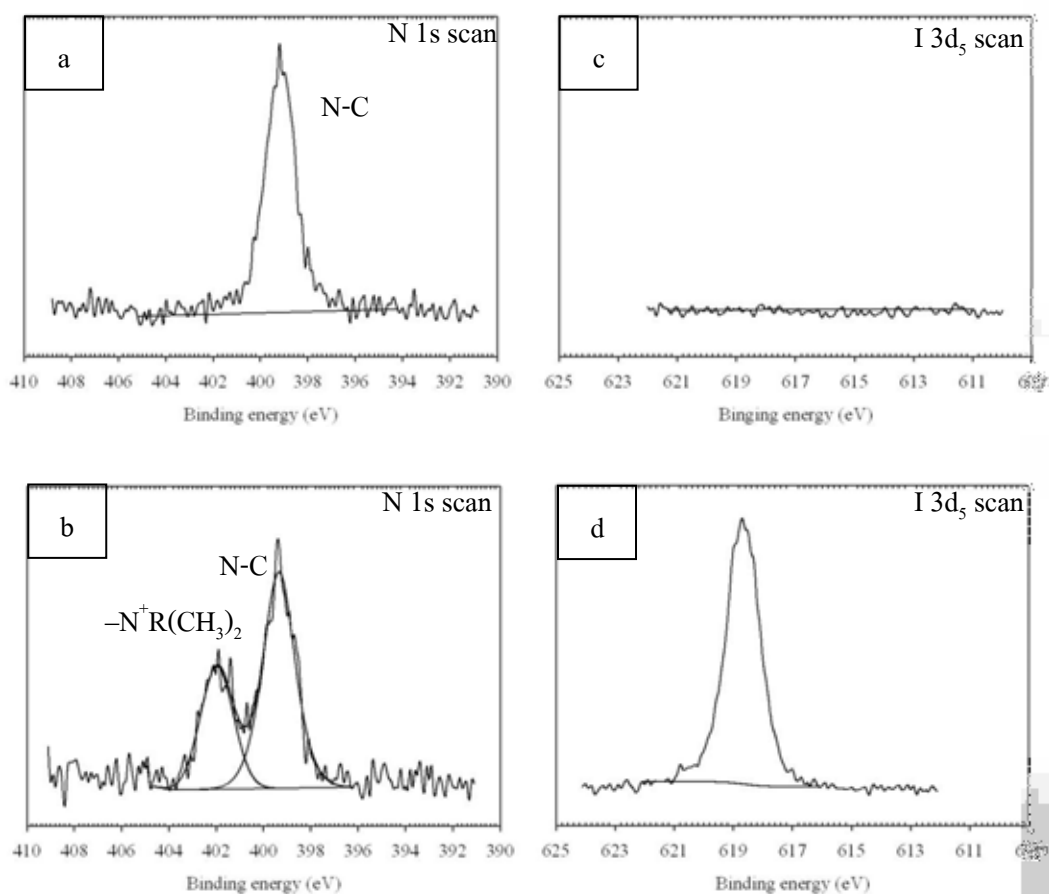 a
N 1s scan
N-C
410 408 406 404 402 400 398 396 394 392 390
Binding energy (eV)
c
I 3d₅ scan
625 623 621 619 617 615 613 611
Binging energy (eV)
b
N 1s scan
N-C
–N⁺R(CH₃)₂
410 408 406 404 402 400 398 396 394 392 390
Binding energy (eV)
d
I 3d₅ scan
625 623 621 619 617 615 613 611
Binding energy (eV)